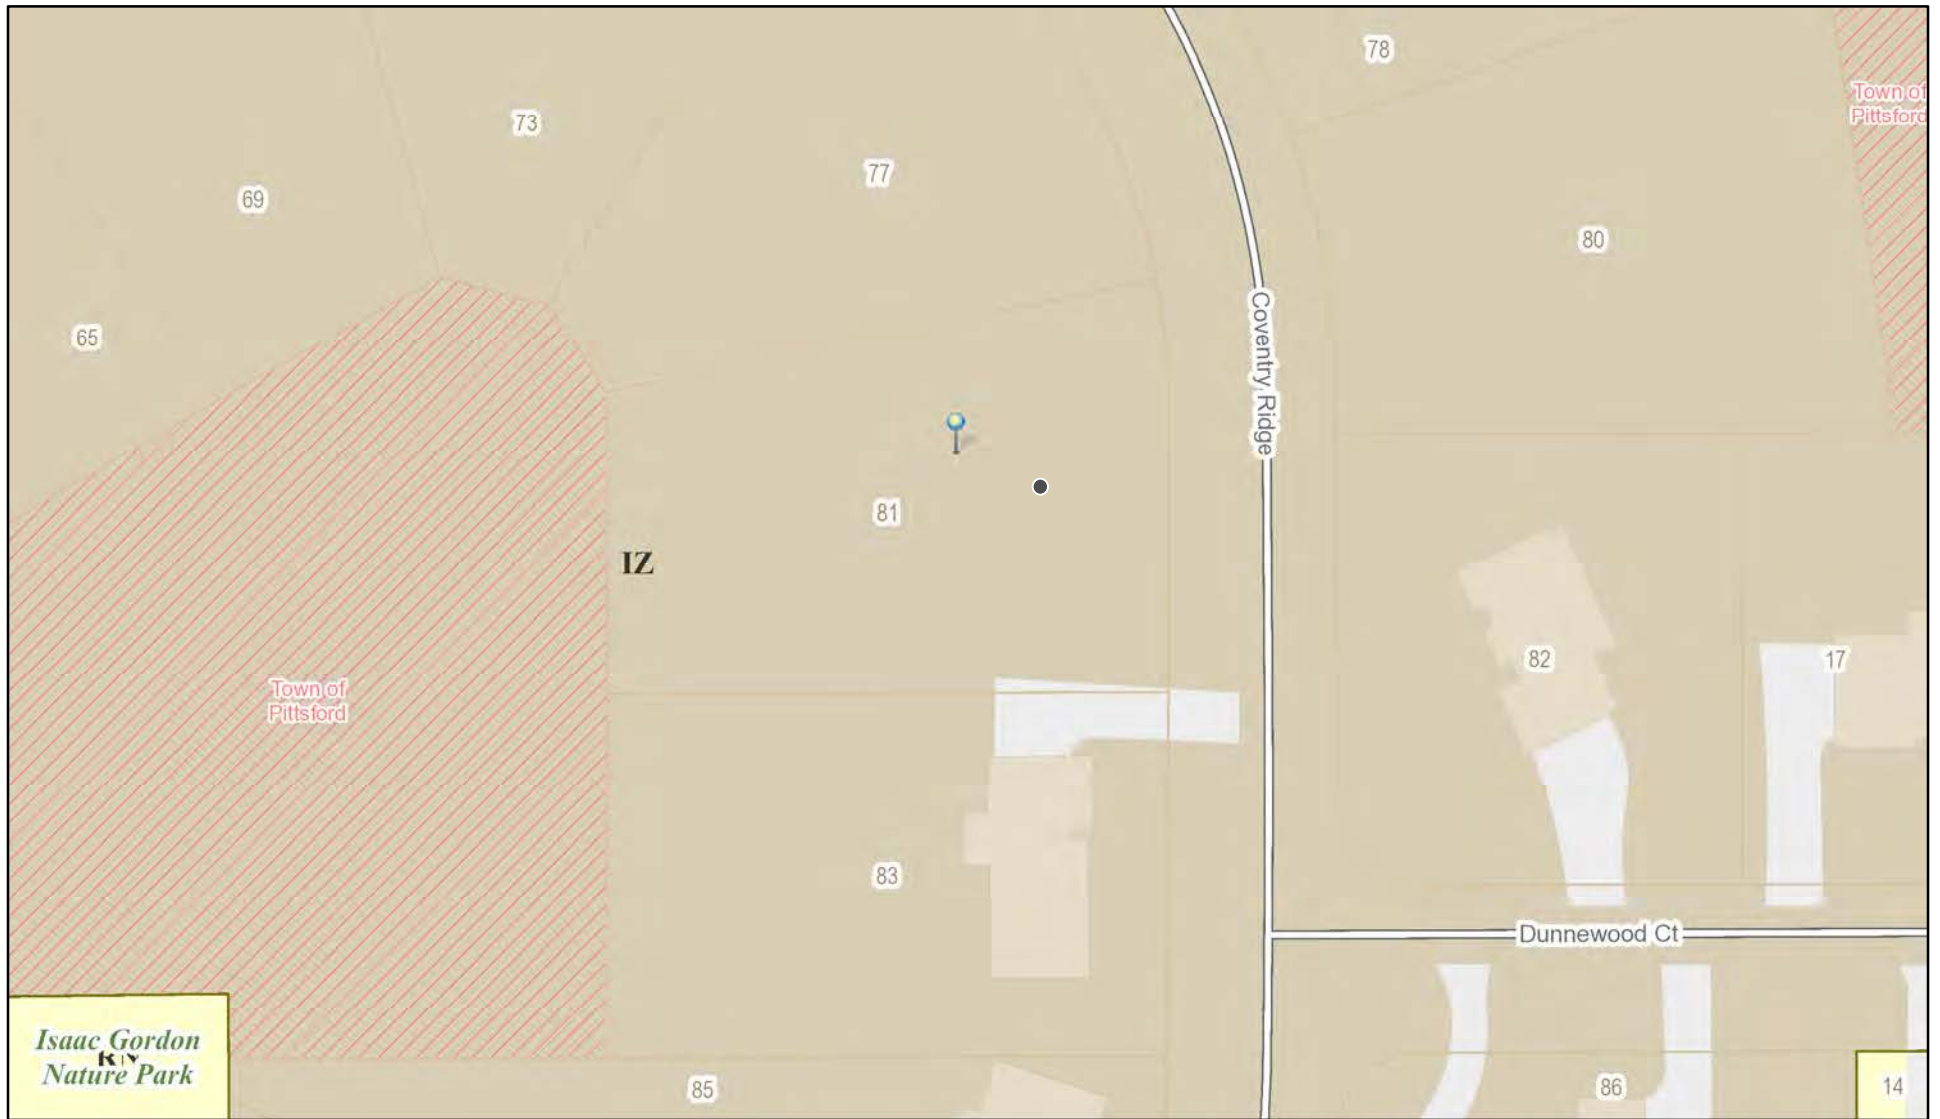 78
Town of
Pittsford
73
77
69
80
65
Coventry Ridge
81
IZ
82
17
Town of
Pittsford
83
Dunnewood Ct
Isaac Gordon
Nature Park
85
86
14